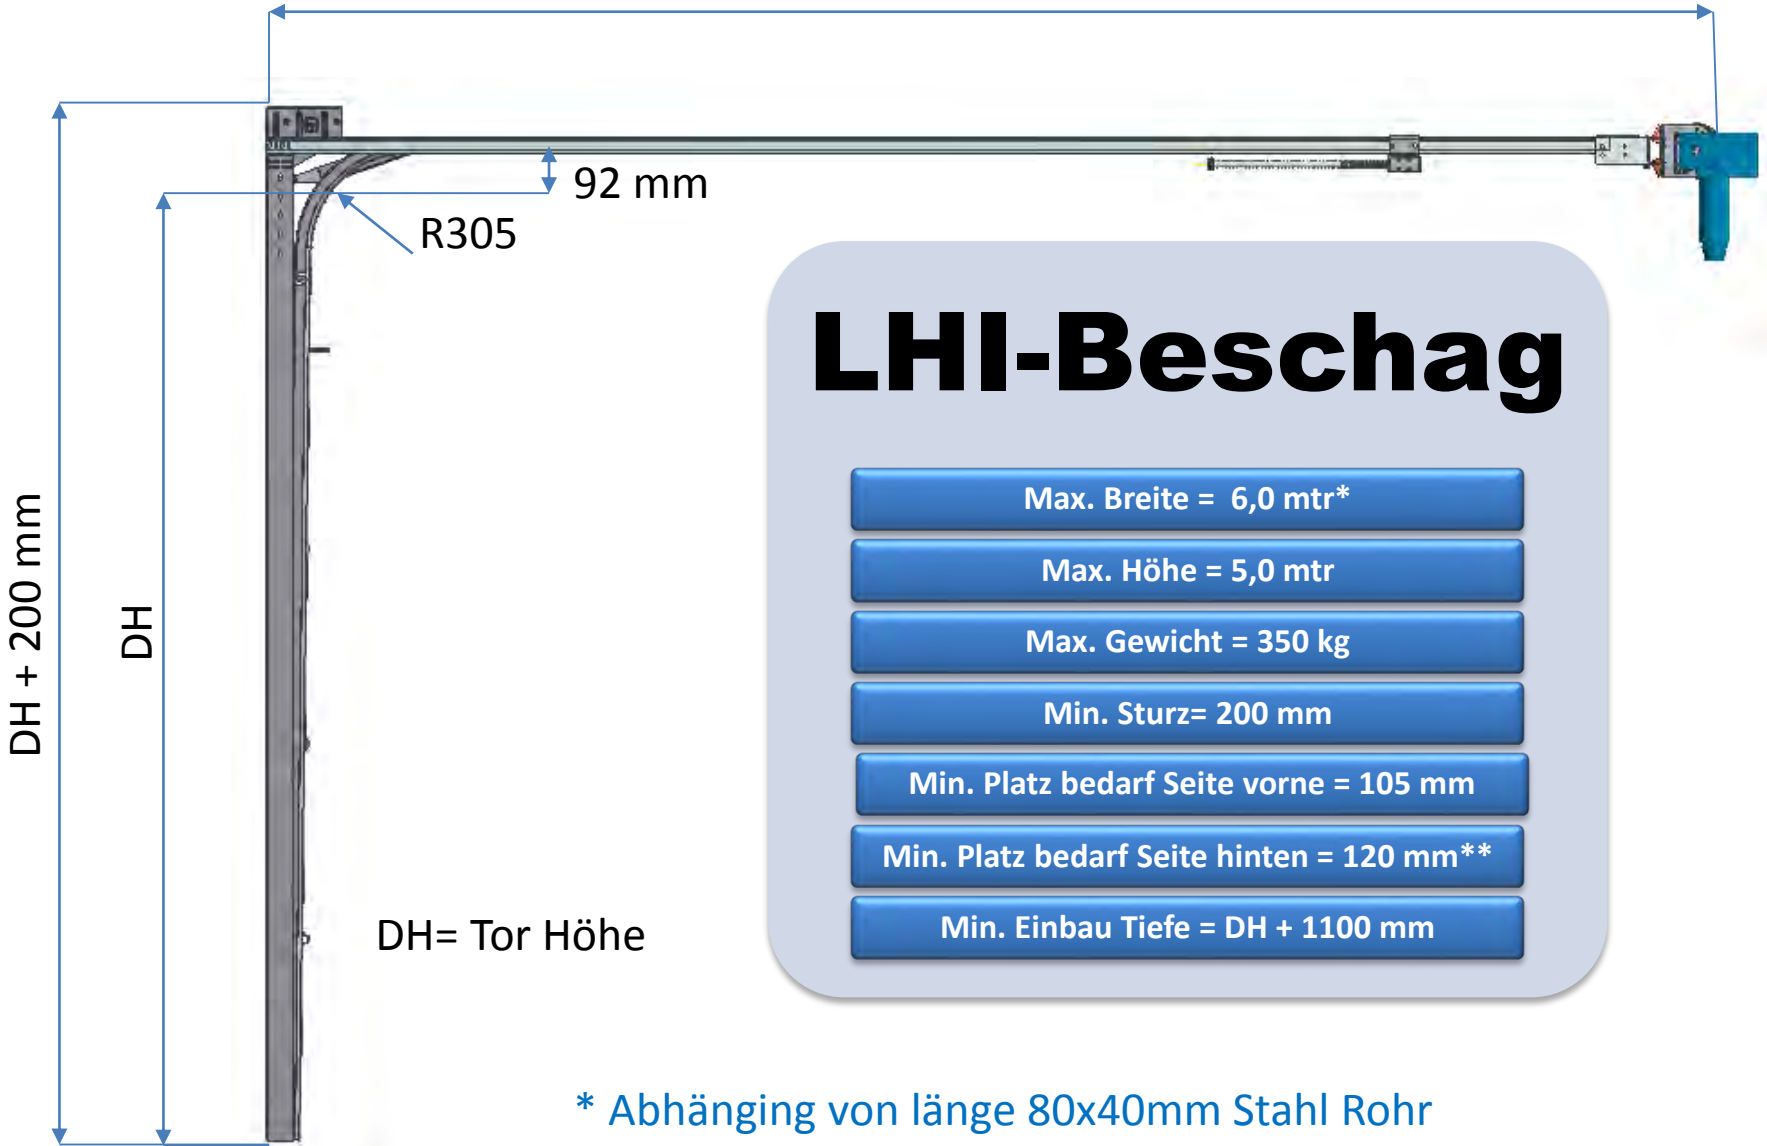 92 mm
R305
DH + 200 mm
DH
DH= Tor Höhe
LHI-Beschag
Max. Breite =  6,0 mtr*
Max. Höhe = 5,0 mtr
Max. Gewicht = 350 kg
Min. Sturz= 200 mm
Min. Platz bedarf Seite vorne = 105 mm
Min. Platz bedarf Seite hinten = 120 mm**
Min. Einbau Tiefe = DH + 1100 mm
* Abhänging von länge 80x40mm Stahl Rohr